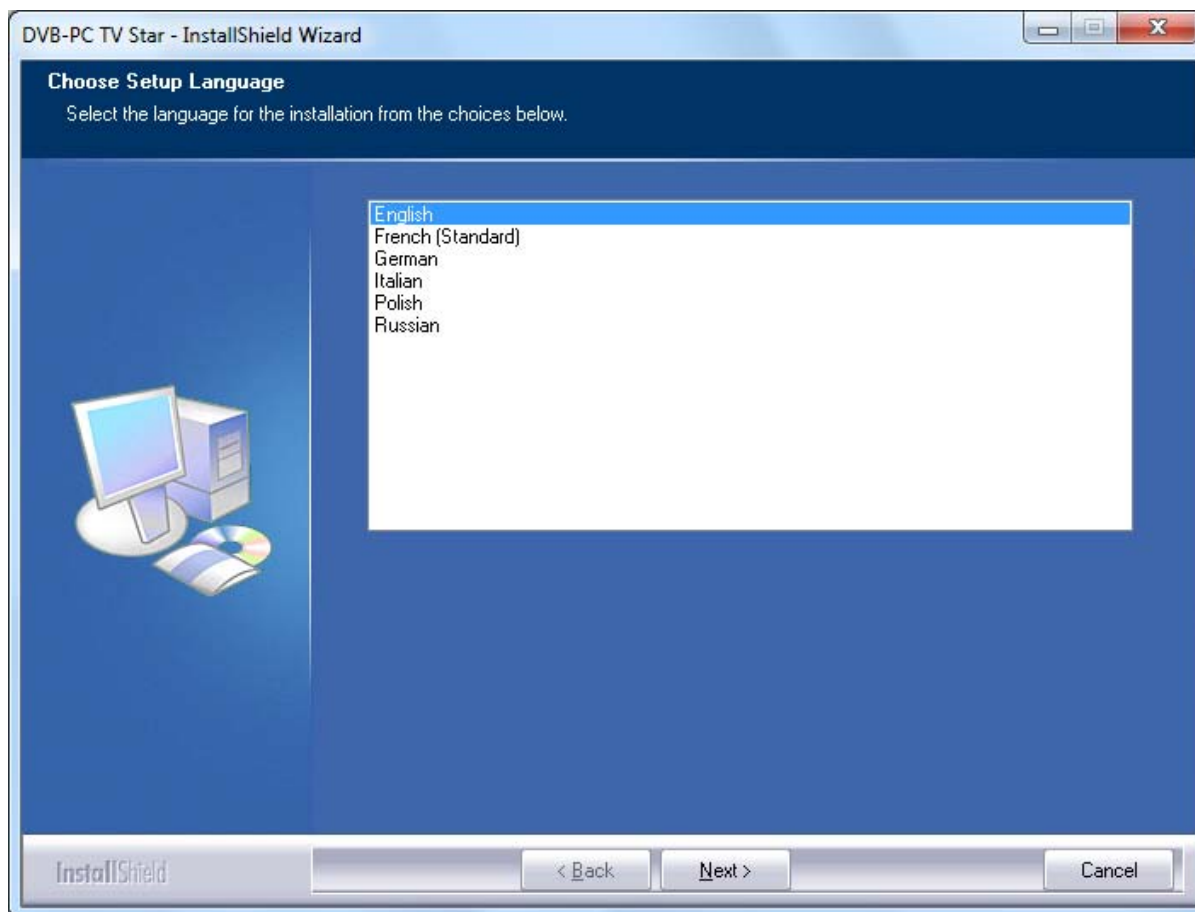 DVB-PC TV Star - InstallShield Wizard
Choose Setup Language
Select the language for the installation from the choices below.
English
French (Standard)
German
Italian
Polish
Russian
InstallShield
< Back
Next >
Cancel